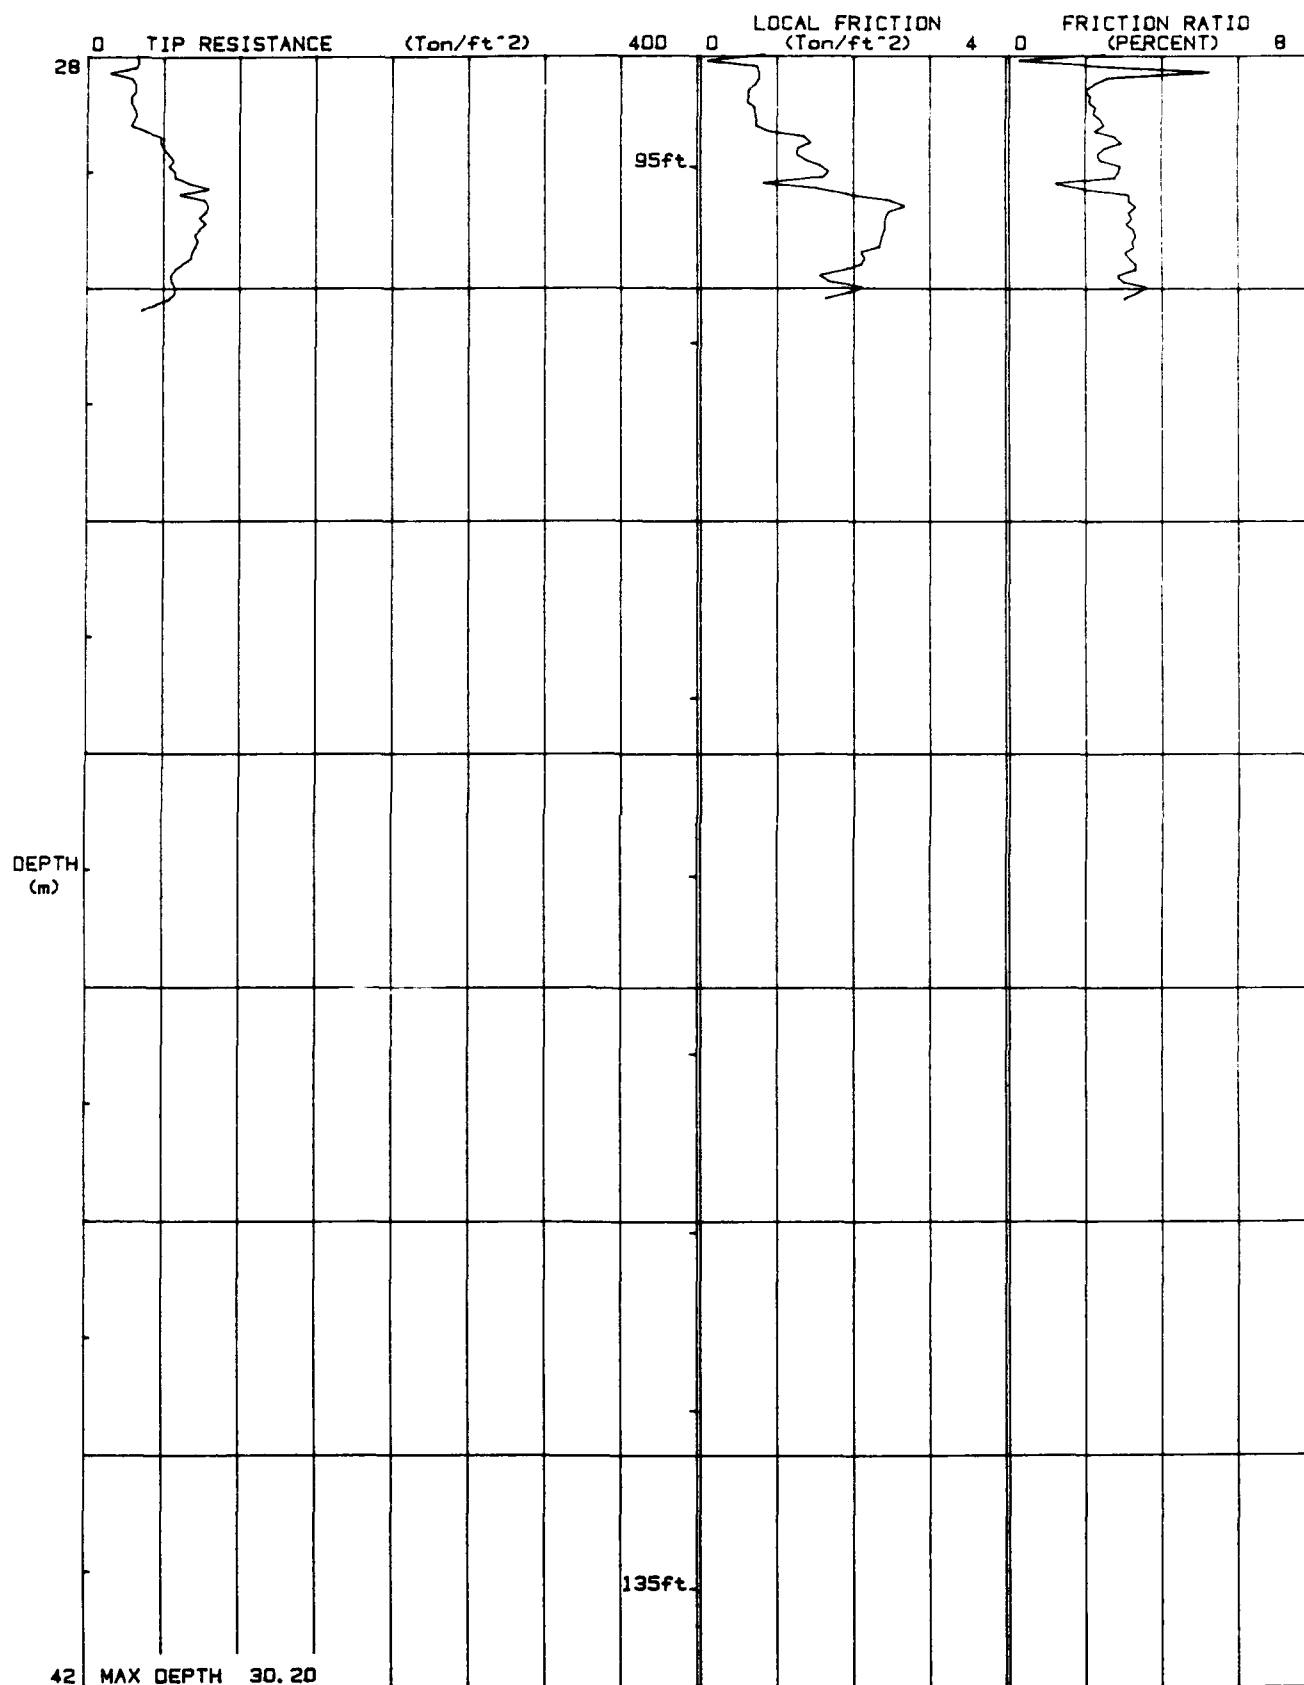 LOCAL FRICTION FRICTION RATIO
0 TIP RESISTANCE (Ton/ft^2) 400 0 (Ton/ft^2) 4 0 (PERCENT) 8
28
95ft.
DEPTH
(m)
135ft.
42 MAX DEPTH 30.20